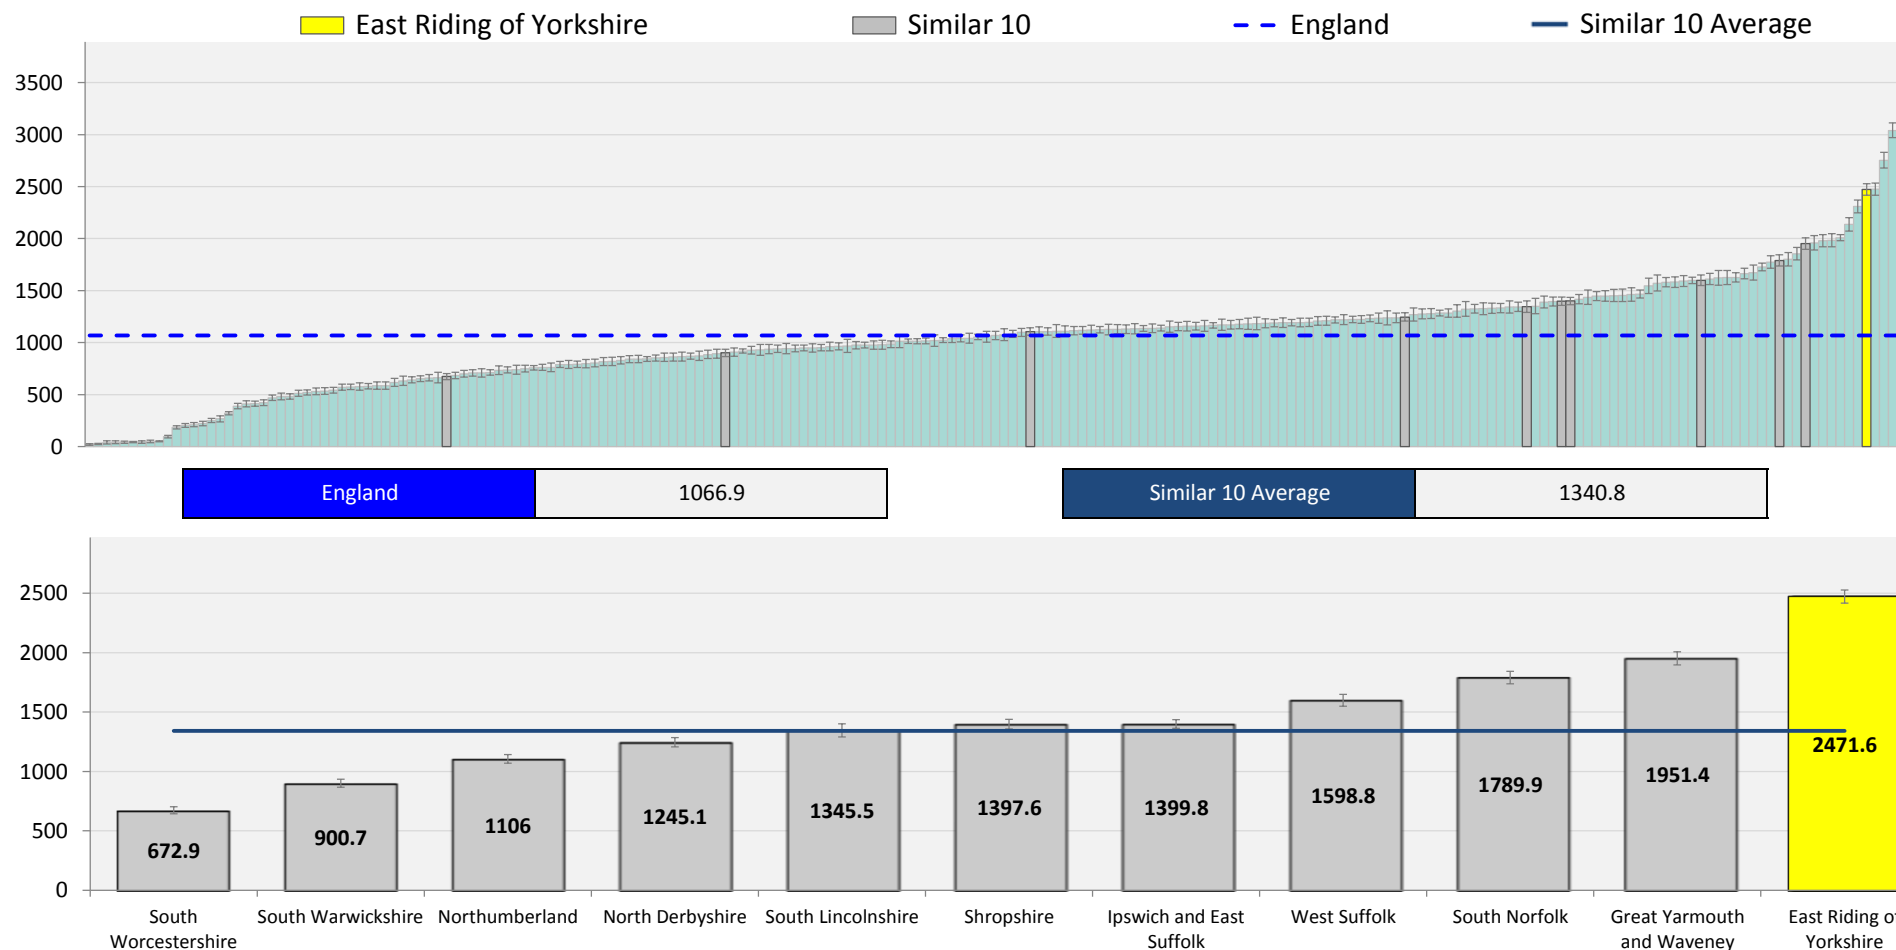 East Riding of Yorkshire
Similar 10
England
Similar 10 Average
3500
3000
2500
2000
1500
1000
500
0
England
1066.9
Similar 10 Average
1340.8
2500
2000
1500
1000
500
0
672.9
900.7
1106
1245.1
1345.5
1397.6
1399.8
1598.8
1789.9
1951.4
2471.6
South
Worcestershire
South Warwickshire
Northumberland
North Derbyshire
South Lincolnshire
Shropshire
Ipswich and East
Suffolk
West Suffolk
South Norfolk
Great Yarmouth
and Waveney
East Riding of
Yorkshire